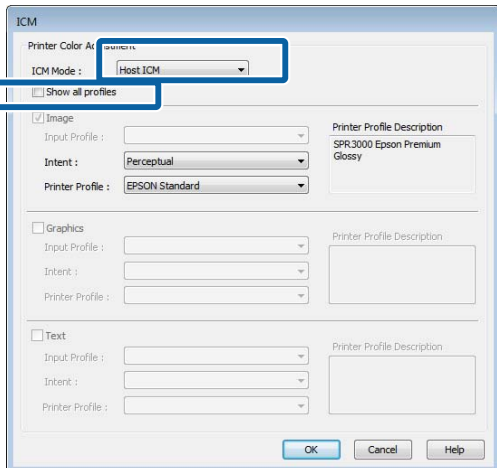 ICM
Printer Color Adjustment
ICM Mode : Host ICM
Show all profiles
Image
Input Profile :
Intent : Perceptual
Printer Profile : EPSON Standard
Printer Profile Description
SPR3000 Epson Premium
Glossy
Graphics
Input Profile :
Intent :
Printer Profile :
Printer Profile Description
Text
Input Profile :
Intent :
Printer Profile :
Printer Profile Description
OK Cancel Help